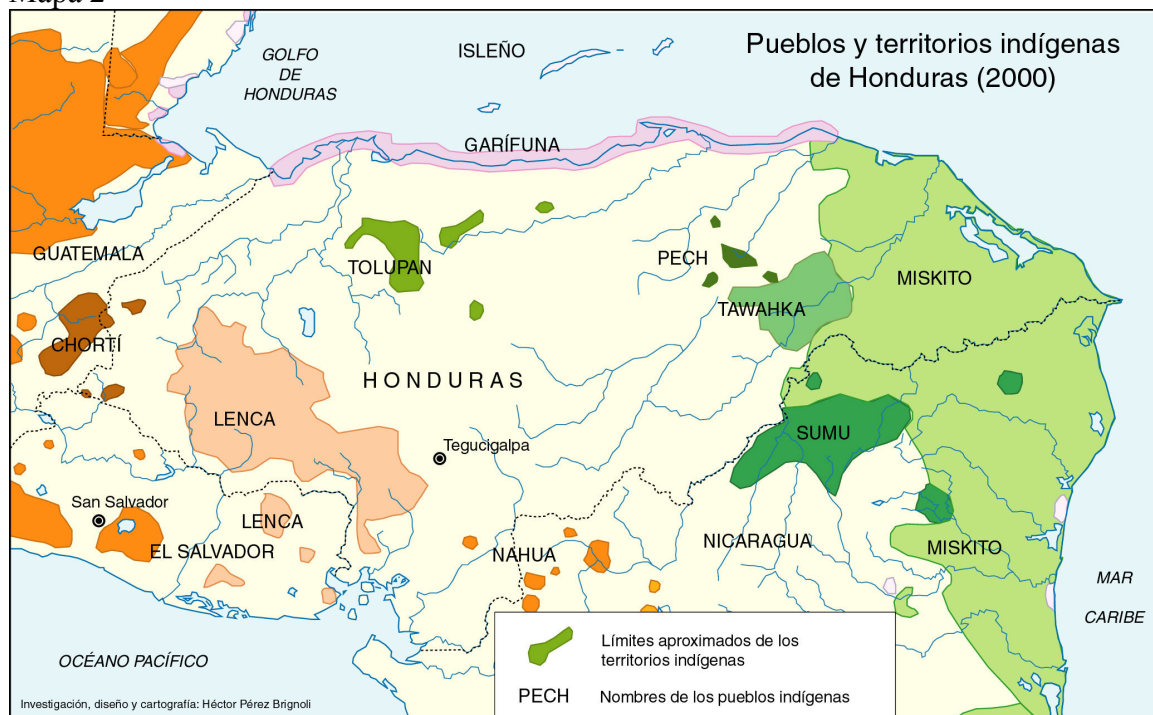 Mapa 2
Pueblos y territorios indígenas
de Honduras (2000)
ISLEÑO
GOLFO
DE
HONDURAS
GARÍFUNA
GUATEMALA
TOLUPAN
PECH
MISKITO
TAWAHKA
CHORTÍ
HONDURAS
LENCA
SUMU
Tegucigalpa
San Salvador
LENCA
EL SALVADOR
NAHUA
NICARAGUA
MISKITO
MAR
CARIBE
OCÉANO PACÍFICO
Límites aproximados de los
territorios indígenas
PECH Nombres de los pueblos indígenas
Investigación, diseño y cartografía: Héctor Pérez Brignoli